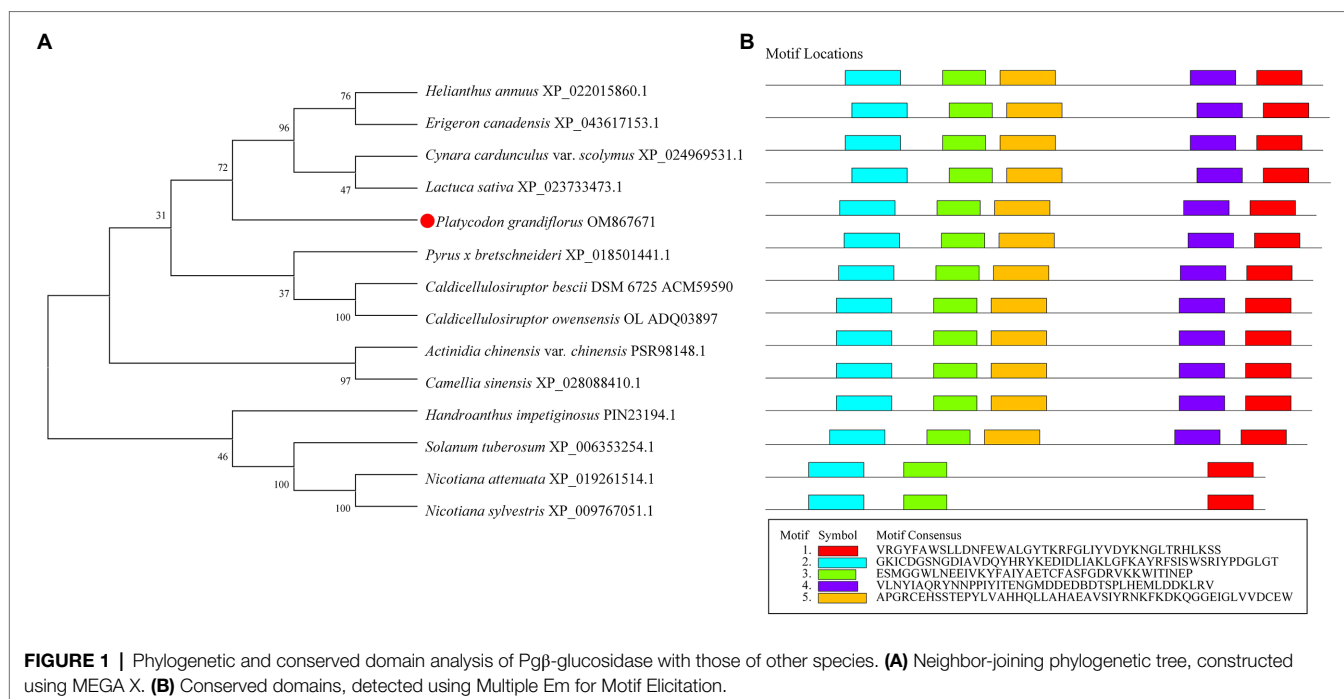 A
B
Motif Locations
Helianthus annuus XP_022015860.1
Erigeron canadensis XP_043617153.1
Cynara cardunculus var. scolymus XP_024969531.1
Lactuca sativa XP_023733473.1
Platycodon grandiflorus OM867671
Pyrus x bretschneideri XP_018501441.1
Caldicellulosiruptor bescii DSM 6725 ACM59590
Caldicellulosiruptor owensensis OL ADQ03897
Actinidia chinensis var. chinensis PSR98148.1
Camellia sinensis XP_028088410.1
Handroanthus impetiginosus PIN23194.1
Solanum tuberosum XP_006353254.1
Nicotiana attenuata XP_019261514.1
Nicotiana sylvestris XP_009767051.1
76
96
72
47
31
37
100
97
46
100
100
Motif Symbol Motif Consensus
1. VRGYFAWSLLDNFEWALGYTKRFGLIYVDYKNGLTRHLKSS
2. GKICDGSNGDIAVDQYHRYKEDIDLIAKLGFKAYRFSISWSRIYPDGLGT
3. ESMGGWLNEEIVKYFAIYAETCFASFGDRVKKWITINEP
4. VLNYIAQRYNNPPIYITENGMDDEDBDTSPLHEMLDDKLRV
5. APGRCEHSSTEPYLVAHHQLLAHAEAVSIYRNKFKDKQGGEIGLVVDCEW
FIGURE 1 | Phylogenetic and conserved domain analysis of Pgβ-glucosidase with those of other species. (A) Neighbor-joining phylogenetic tree, constructed
using MEGA X. (B) Conserved domains, detected using Multiple Em for Motif Elicitation.